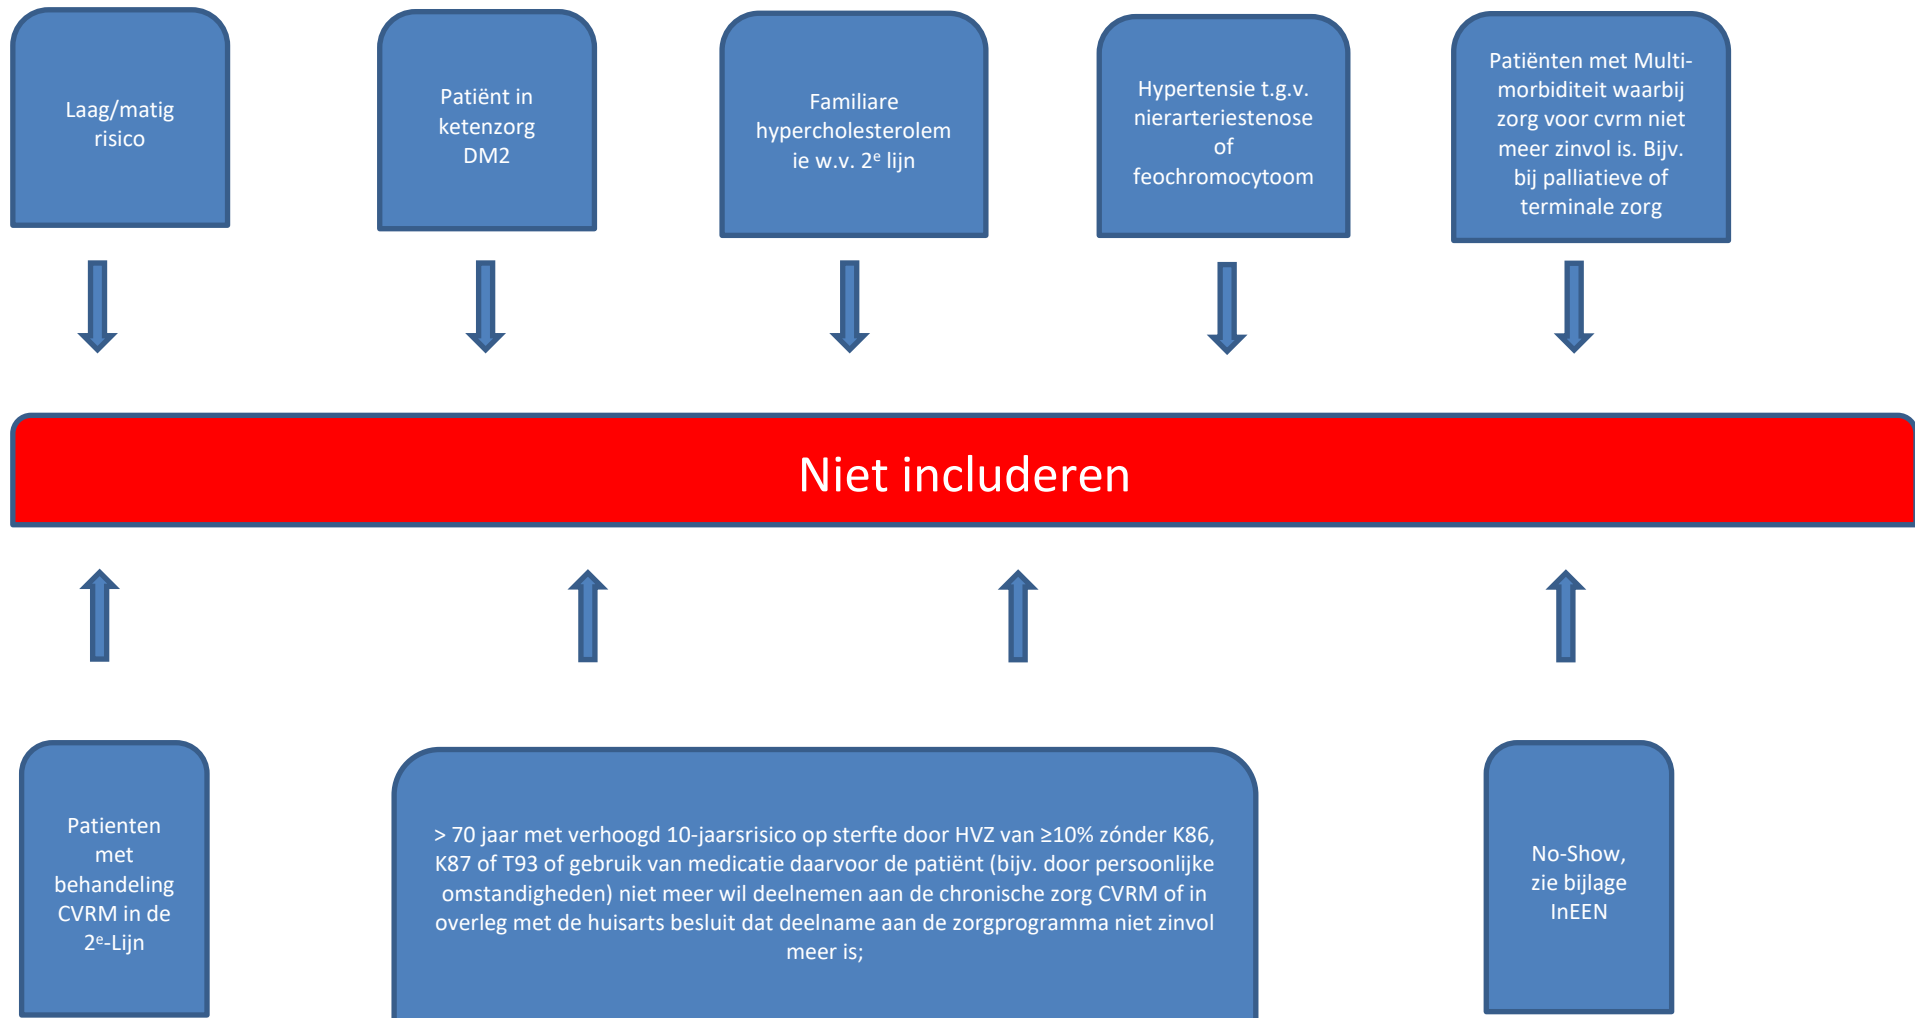 Laag/matig
risico
Patiënt in
ketenzorg
DM2
Familiare
hypercholesterolem
ie w.v. 2e lijn
Hypertensie t.g.v.
nierarteriestenose
of
feochromocytoom
Patiënten met Multi-
morbiditeit waarbij
zorg voor cvrm niet
meer zinvol is. Bijv.
bij palliatieve of
terminale zorg
Niet includeren
Patienten
met
behandeling
CVRM in de
2e-Lijn
> 70 jaar met verhoogd 10-jaarsrisico op sterfte door HVZ van ≥10% zónder K86,
K87 of T93 of gebruik van medicatie daarvoor de patiënt (bijv. door persoonlijke
omstandigheden) niet meer wil deelnemen aan de chronische zorg CVRM of in
overleg met de huisarts besluit dat deelname aan de zorgprogramma niet zinvol
meer is;
No-Show,
zie bijlage
InEEN